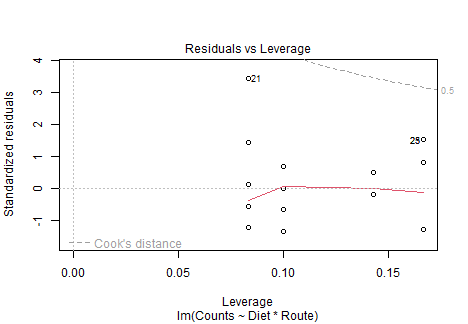 Residuals vs Leverage
Standardized residuals
4
3
2
1
0
-1
21
25
0.5
Cook's distance
0.00
0.05
0.10
0.15
Leverage
lm(Counts ~ Diet * Route)